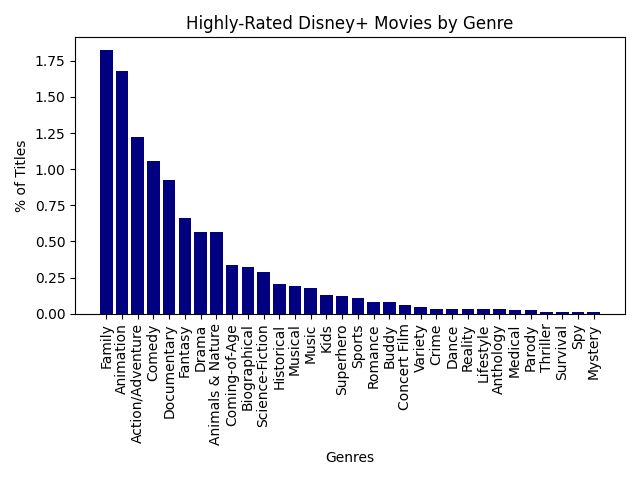 Highly-Rated Disney+ Movies by Genre
% of Titles
1.75
1.50
1.25
1.00
0.75
0.50
0.25
0.00
Family
Animation
Action/Adventure
Comedy
Documentary
Fantasy
Drama
Animals & Nature
Coming-of-Age
Biographical
Science-Fiction
Historical
Musical
Music
Kids
Superhero
Sports
Romance
Buddy
Concert Film
Variety
Crime
Dance
Reality
Lifestyle
Anthology
Medical
Parody
Thriller
Survival
Spy
Mystery
Genres